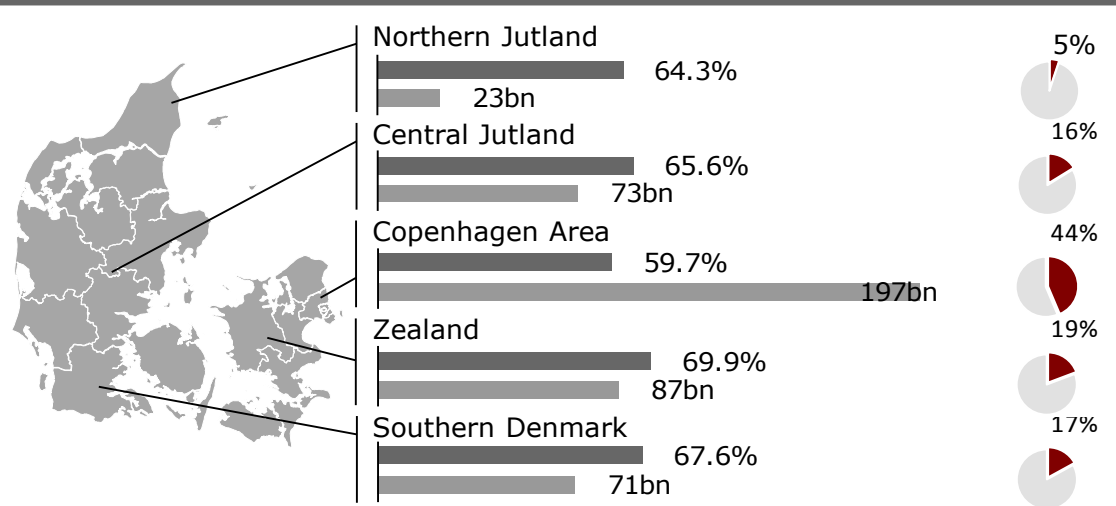 Northern Jutland
5%
64.3%
23bn
Central Jutland
16%
65.6%
73bn
Copenhagen Area
44%
59.7%
197bn
Zealand
19%
69.9%
87bn
Southern Denmark
17%
67.6%
71bn